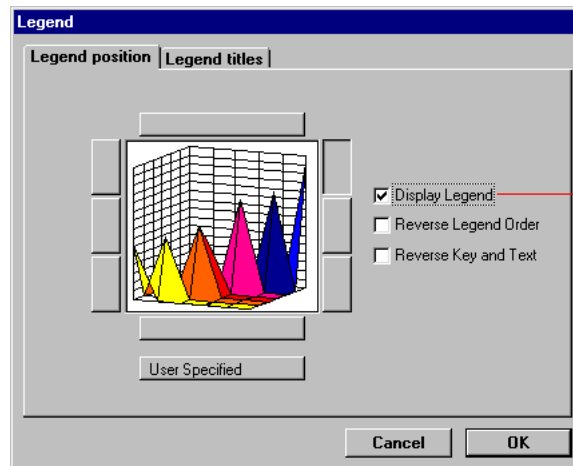 Legend
Legend position Legend titles
Display Legend
Reverse Legend Order
Reverse Key and Text
User Specified
Cancel OK